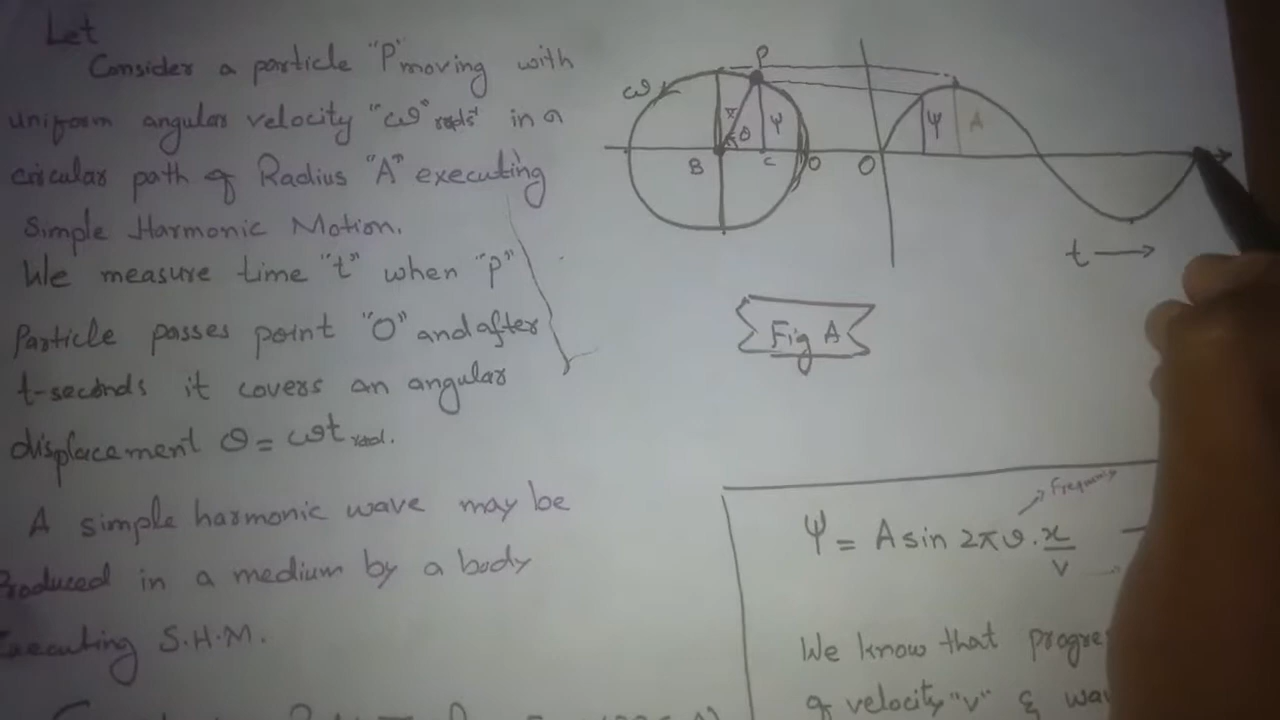 Let
Consider a particle "P" moving with
uniform angular velocity "ω" rad s⁻¹ in a
circular path of Radius "A" executing
Simple Harmonic Motion.
We measure time "t" when "p"
Particle passes point "O" and after
t-seconds it covers an angular
displacement θ = ωt rad.
A simple harmonic wave may be
Produced in a medium by a body
Executing S.H.M.
P
ω
θ
ψ
B
C
O
O
ψ
A
t
Fig A
Frequency
ψ = A sin 2πυ. x/v
We know that
of velocity "v" &